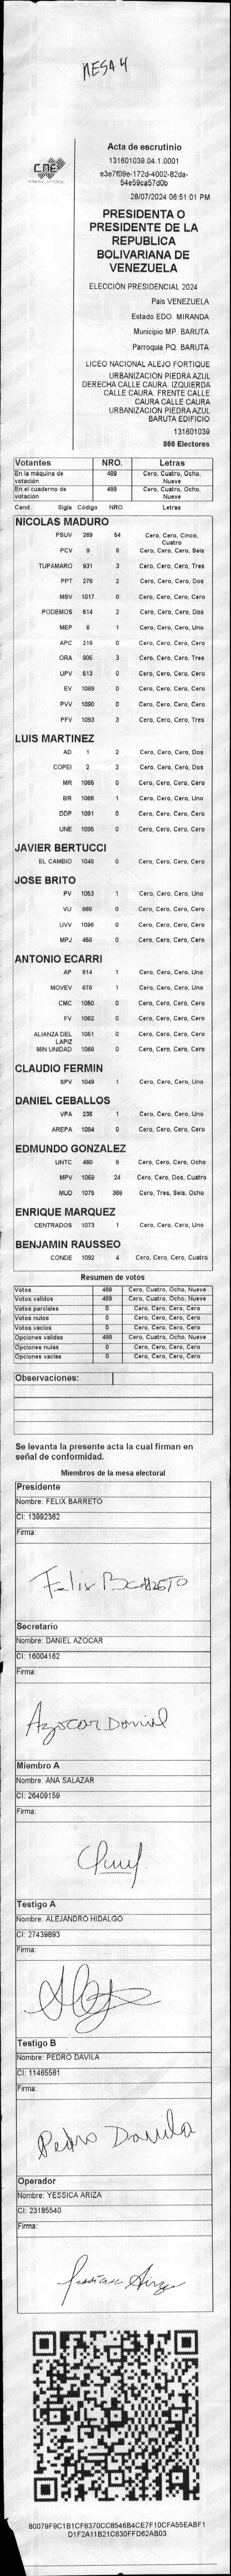 MESA 4
CNE
Acta de escrutinio
131601039.04.1.0001
e3e7f09e-172d-4002-82da-
54e59ca57d0b
28/07/2024 06:51:01 PM
PRESIDENTA O
PRESIDENTE DE LA
REPUBLICA
BOLIVARIANA DE
VENEZUELA
ELECCIÓN PRESIDENCIAL 2024
Pais VENEZUELA
Estado EDO. MIRANDA
Municipio MP. BARUTA
Parroquia PQ. BARUTA
LICEO NACIONAL ALEJO FORTIQUE
URBANIZACION PIEDRA AZUL
DERECHA CALLE CAURA. IZQUIERDA
CALLE CAURA. FRENTE CALLE
CAURA CALLE CAURA
URBANIZACION PIEDRA AZUL
BARUTA EDIFICIO
131601039
866 Electores
Votantes NRO. Letras
En la máquina de votación 489 Cero, Cuatro, Ocho, Nueve
En el cuaderno de votación 489 Cero, Cuatro, Ocho, Nueve
Cand. Sigla Código NRO. Letras
NICOLAS MADURO
PSUV 269 54 Cero, Cero, Cinco, Cuatro
PCV 9 6 Cero, Cero, Cero, Seis
TUPAMARO 931 3 Cero, Cero, Cero, Tres
PPT 276 2 Cero, Cero, Cero, Dos
MSV 1017 0 Cero, Cero, Cero, Cero
PODEMOS 514 2 Cero, Cero, Cero, Dos
MEP 6 1 Cero, Cero, Cero, Uno
APC 219 0 Cero, Cero, Cero, Cero
ORA 906 3 Cero, Cero, Cero, Tres
UPV 513 0 Cero, Cero, Cero, Cero
EV 1089 0 Cero, Cero, Cero, Cero
PVV 1090 0 Cero, Cero, Cero, Cero
PFV 1093 3 Cero, Cero, Cero, Tres
LUIS MARTINEZ
AD 1 2 Cero, Cero, Cero, Dos
COPEI 2 2 Cero, Cero, Cero, Dos
MR 1065 0 Cero, Cero, Cero, Cero
BR 1066 1 Cero, Cero, Cero, Uno
DDP 1091 0 Cero, Cero, Cero, Cero
UNE 1095 0 Cero, Cero, Cero, Cero
JAVIER BERTUCCI
EL CAMBIO 1048 0 Cero, Cero, Cero, Cero
JOSE BRITO
PV 1053 1 Cero, Cero, Cero, Uno
VU 868 0 Cero, Cero, Cero, Cero
UVV 1096 0 Cero, Cero, Cero, Cero
MPJ 458 0 Cero, Cero, Cero, Cero
ANTONIO ECARRI
AP 814 1 Cero, Cero, Cero, Uno
MOVEV 878 1 Cero, Cero, Cero, Uno
CMC 1050 0 Cero, Cero, Cero, Cero
FV 1062 0 Cero, Cero, Cero, Cero
ALIANZA DEL LAPIZ 1051 0 Cero, Cero, Cero, Cero
MIN UNIDAD 1068 0 Cero, Cero, Cero, Cero
CLAUDIO FERMIN
SPV 1049 1 Cero, Cero, Cero, Uno
DANIEL CEBALLOS
VPA 236 1 Cero, Cero, Cero, Uno
AREPA 1094 0 Cero, Cero, Cero, Cero
EDMUNDO GONZALEZ
UNTC 460 8 Cero, Cero, Cero, Ocho
MPV 1069 24 Cero, Cero, Dos, Cuatro
MUD 1075 368 Cero, Tres, Seis, Ocho
ENRIQUE MARQUEZ
CENTRADOS 1073 1 Cero, Cero, Cero, Uno
BENJAMIN RAUSSEO
CONDE 1092 4 Cero, Cero, Cero, Cuatro
Resumen de votos
Votos 489 Cero, Cuatro, Ocho, Nueve
Votos validos 489 Cero, Cuatro, Ocho, Nueve
Votos parciales 0 Cero, Cero, Cero, Cero
Votos nulos 0 Cero, Cero, Cero, Cero
Votos vacios 0 Cero, Cero, Cero, Cero
Opciones validas 489 Cero, Cuatro, Ocho, Nueve
Opciones nulas 0 Cero, Cero, Cero, Cero
Opciones vacias 0 Cero, Cero, Cero, Cero
Observaciones:
Se levanta la presente acta la cual firman en
señal de conformidad.
Miembros de la mesa electoral
Presidente
Nombre: FELIX BARRETO
CI: 13992362
Firma:
Felix Barreto
Secretario
Nombre: DANIEL AZOCAR
CI: 16004162
Firma:
Azocar Daniel
Miembro A
Nombre: ANA SALAZAR
CI: 26409159
Firma:
Testigo A
Nombre: ALEJANDRO HIDALGO
CI: 27439893
Firma:
Testigo B
Nombre: PEDRO DAVILA
CI: 11465561
Firma:
Pedro Davila
Operador
Nombre: YESSICA ARIZA
CI: 23185540
Firma:
Yessica Ariza
80079F9C1B1CF6370CC8546B4CE7F10CFA55EABF1
D1F2A11B21C630FFD62AB03